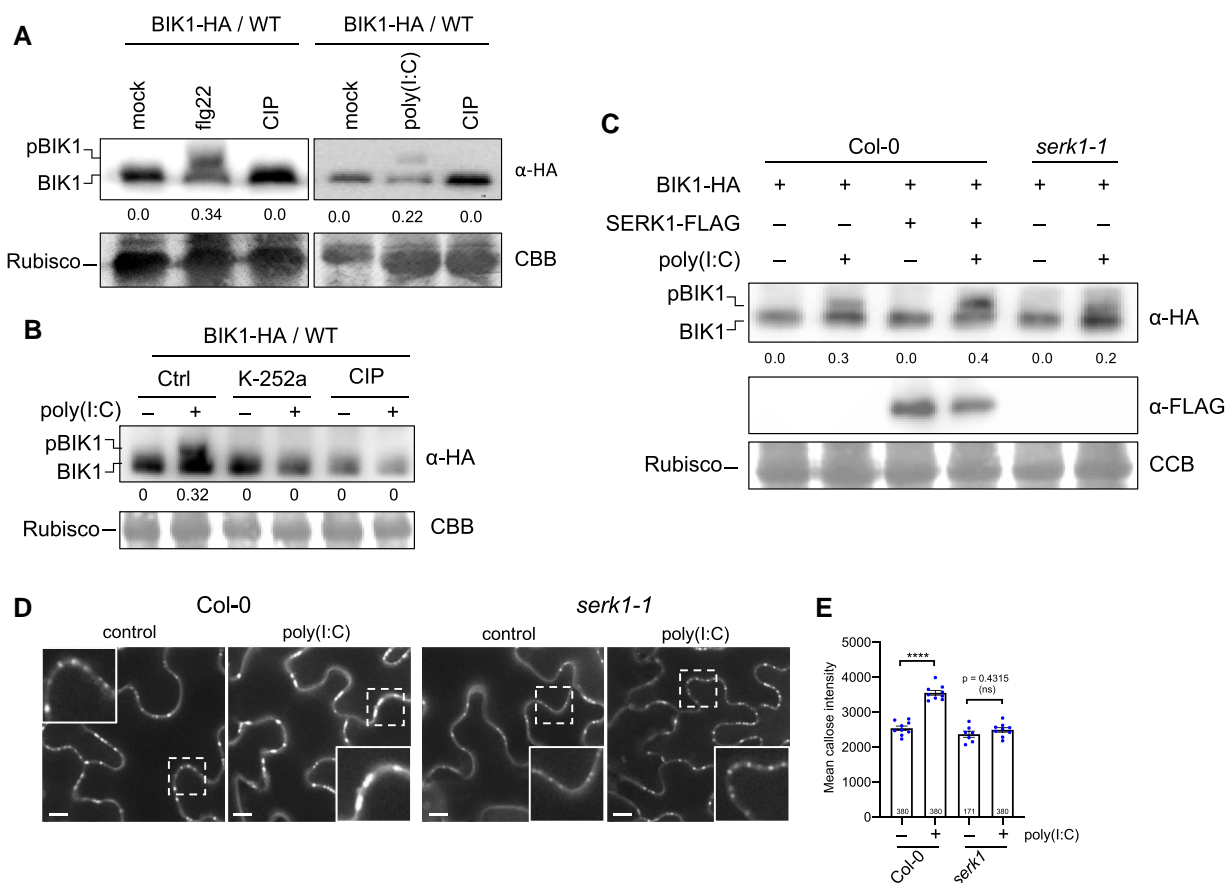 A
BIK1-HA / WT
BIK1-HA / WT
mock
flg22
CIP
mock
poly(I:C)
CIP
pBIK1
BIK1
α-HA
0.0 0.34 0.0 0.0 0.22 0.0
Rubisco
CBB
B
BIK1-HA / WT
Ctrl K-252a CIP
poly(I:C) – + – + – +
pBIK1
BIK1
α-HA
0 0.32 0 0 0 0
Rubisco
CBB
C
Col-0 serk1-1
BIK1-HA + + + + + +
SERK1-FLAG – – + + – –
poly(I:C) – + – + – +
pBIK1
BIK1
α-HA
0.0 0.3 0.0 0.4 0.0 0.2
α-FLAG
Rubisco
CCB
D
Col-0 serk1-1
control poly(I:C) control poly(I:C)
E
Mean callose intensity
5000
4000
3000
2000
1000
0
****
p = 0.4315
(ns)
380 380 171 380
– + – + poly(I:C)
Col-0
serk1